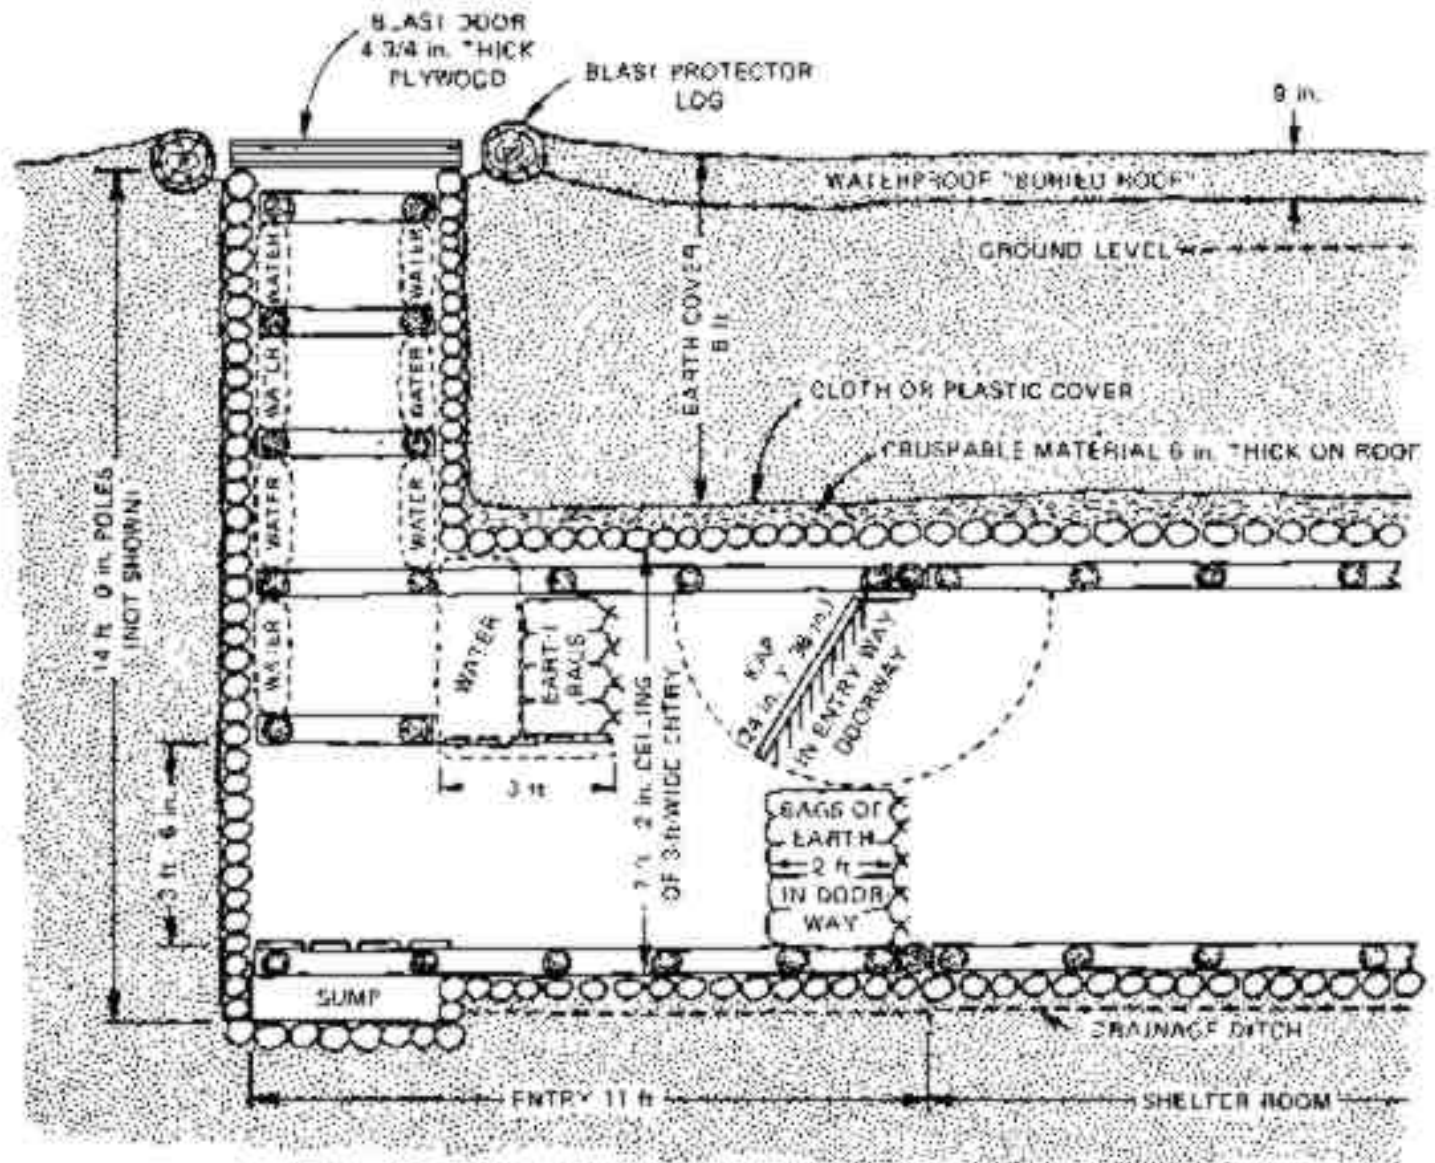 BLAST DOOR
4 3/4 in. THICK
PLYWOOD
BLAST PROTECTOR
LOG
9 in.
WATERPROOF "BURIED ROOF"
GROUND LEVEL
EARTH COVER
8 ft
CLOTH OR PLASTIC COVER
CRUSHABLE MATERIAL 6 in. THICK ON ROOF
WATER
WATER
WATER
WATER
WATER
WATER
WATER
14 ft 0 in. POLES
(NOT SHOWN)
WATER
EARTH
BAGS
3 ft
3 ft 6 in.
2 in. CEILING
OF 3-ft-WIDE ENTRY
KAP
(24 in. x 36 in.)
IN ENTRY WAY
DOORWAY
BAGS OF
EARTH
2 ft
IN DOOR
WAY
SUMP
DRAINAGE DITCH
ENTRY 11 ft
SHELTER ROOM